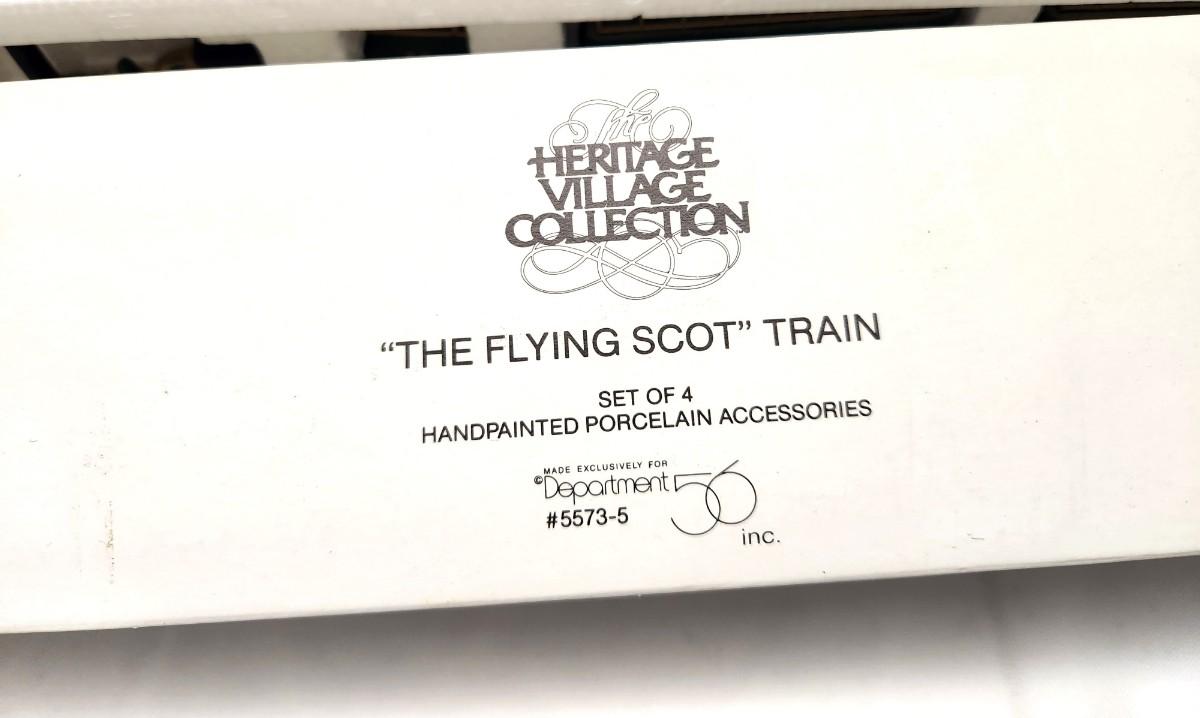 The
HERITAGE
VILLAGE
COLLECTION
“THE FLYING SCOT” TRAIN
SET OF 4
HANDPAINTED PORCELAIN ACCESSORIES
MADE EXCLUSIVELY FOR
©Department 56
#5573-5
inc.